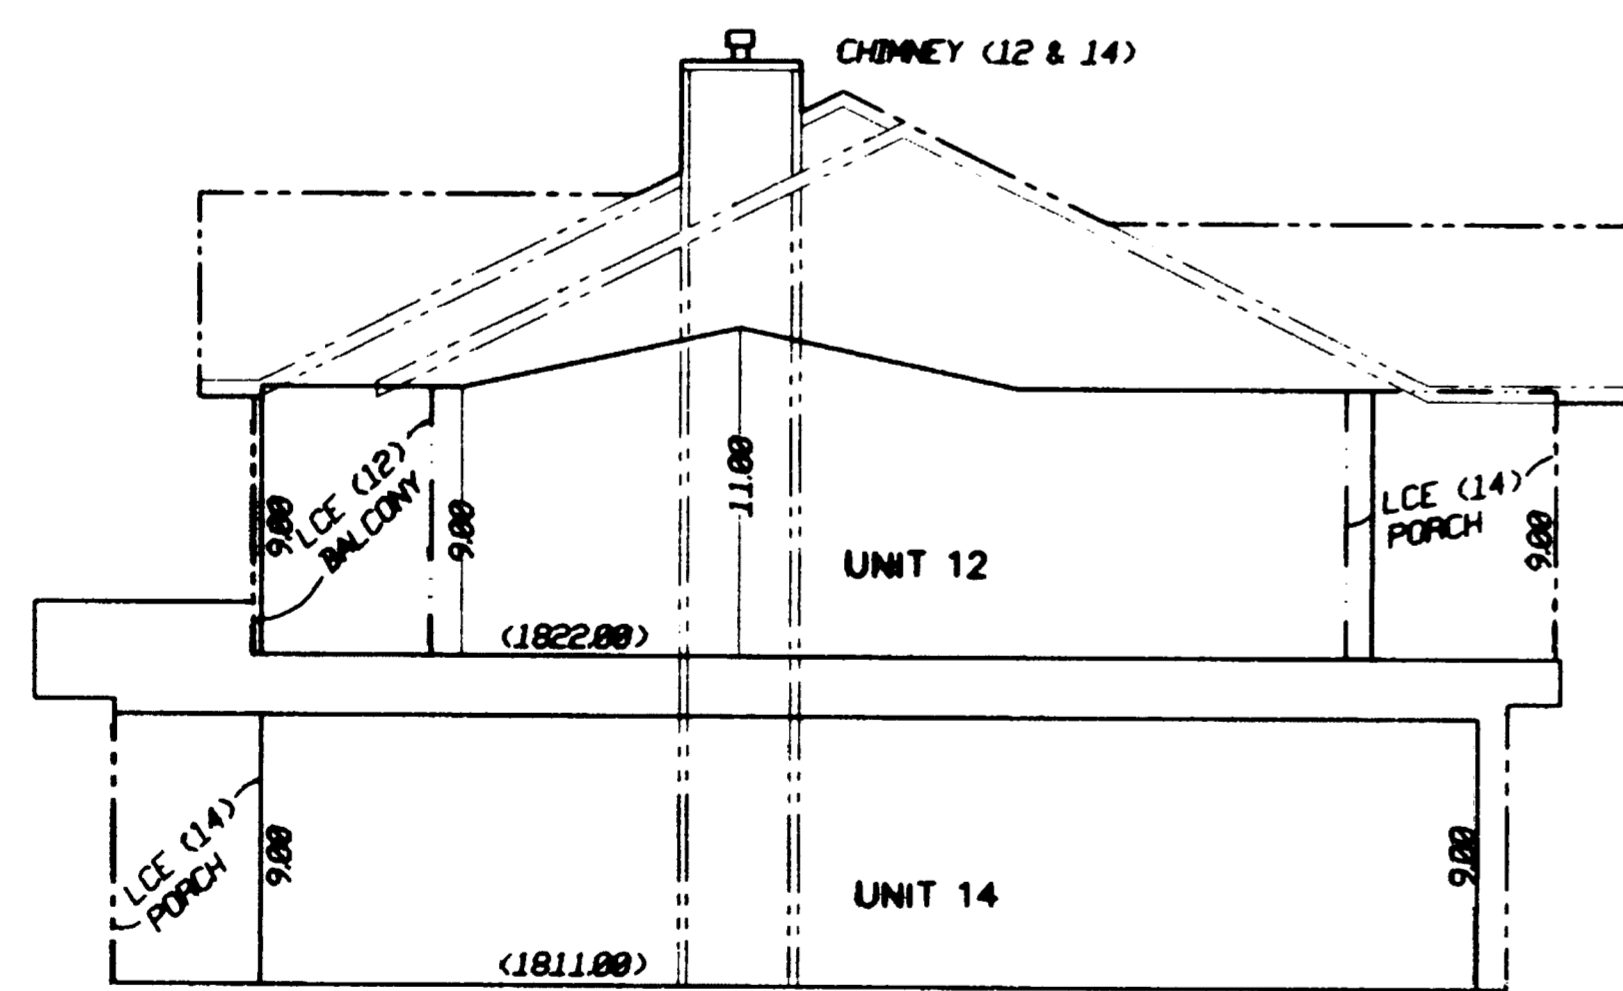 CHIMNEY (12 & 14)
LCE (12)
BALCONY
9.00
9.00
11.00
UNIT 12
LCE (14)
PORCH
9.00
(1822.00)
LCE (14)
PORCH
9.00
UNIT 14
9.00
(1811.00)